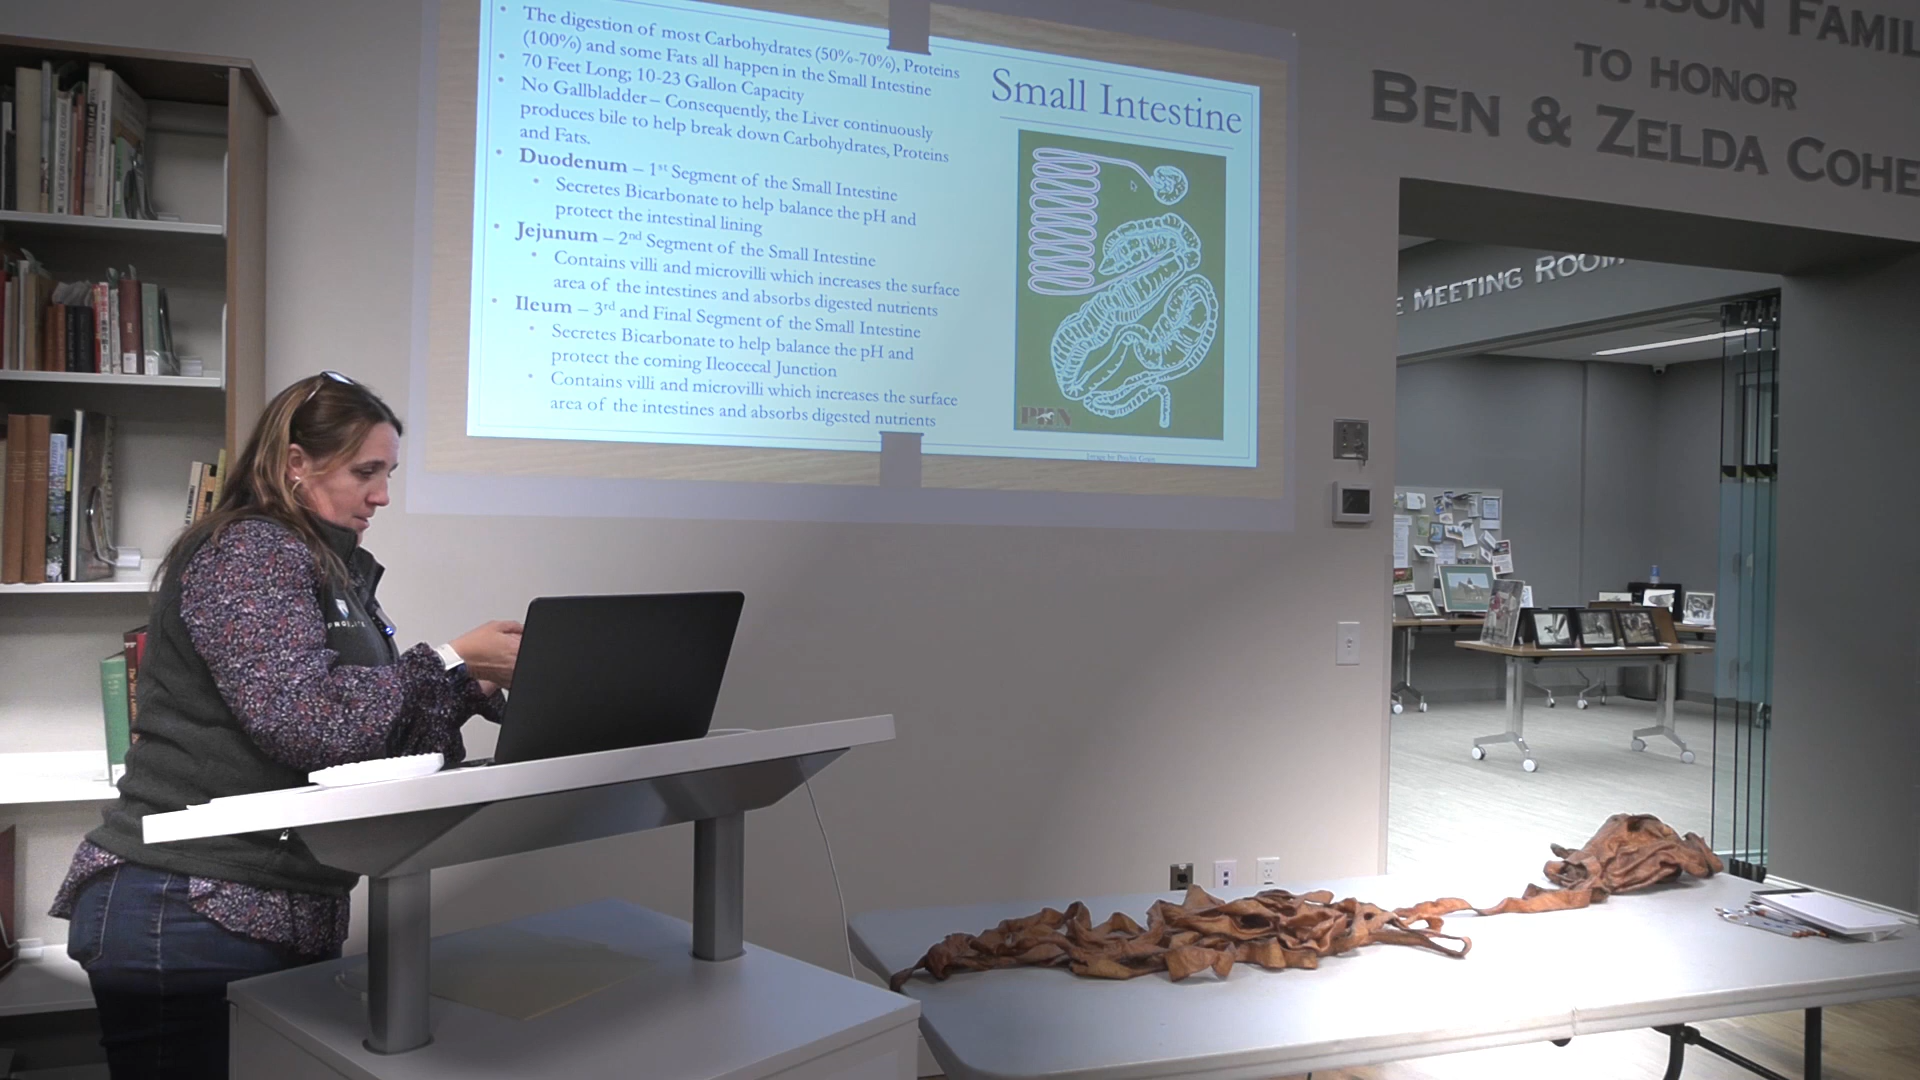 The digestion of most Carbohydrates (50%-70%), Proteins
(100%) and some Fats all happen in the Small Intestine
70 Feet Long; 10-23 Gallon Capacity
No Gallbladder – Consequently, the Liver continuously
produces bile to help break down Carbohydrates, Proteins
and Fats.
Duodenum – 1st Segment of the Small Intestine
Secretes Bicarbonate to help balance the pH and
protect the intestinal lining
Jejunum – 2nd Segment of the Small Intestine
Contains villi and microvilli which increases the surface
area of the intestines and absorbs digested nutrients
Ileum – 3rd and Final Segment of the Small Intestine
Secretes Bicarbonate to help balance the pH and
protect the coming Ileocecal Junction
Contains villi and microvilli which increases the surface
area of the intestines and absorbs digested nutrients
Small Intestine
TO HONOR
BEN & ZELDA COHE
MEETING ROOM